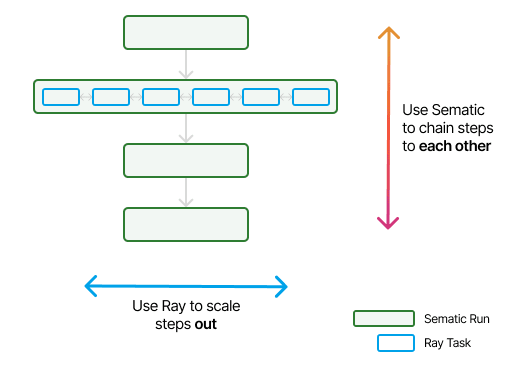 Use Sematic
to chain steps
to each other
Use Ray to scale
steps out
Sematic Run
Ray Task